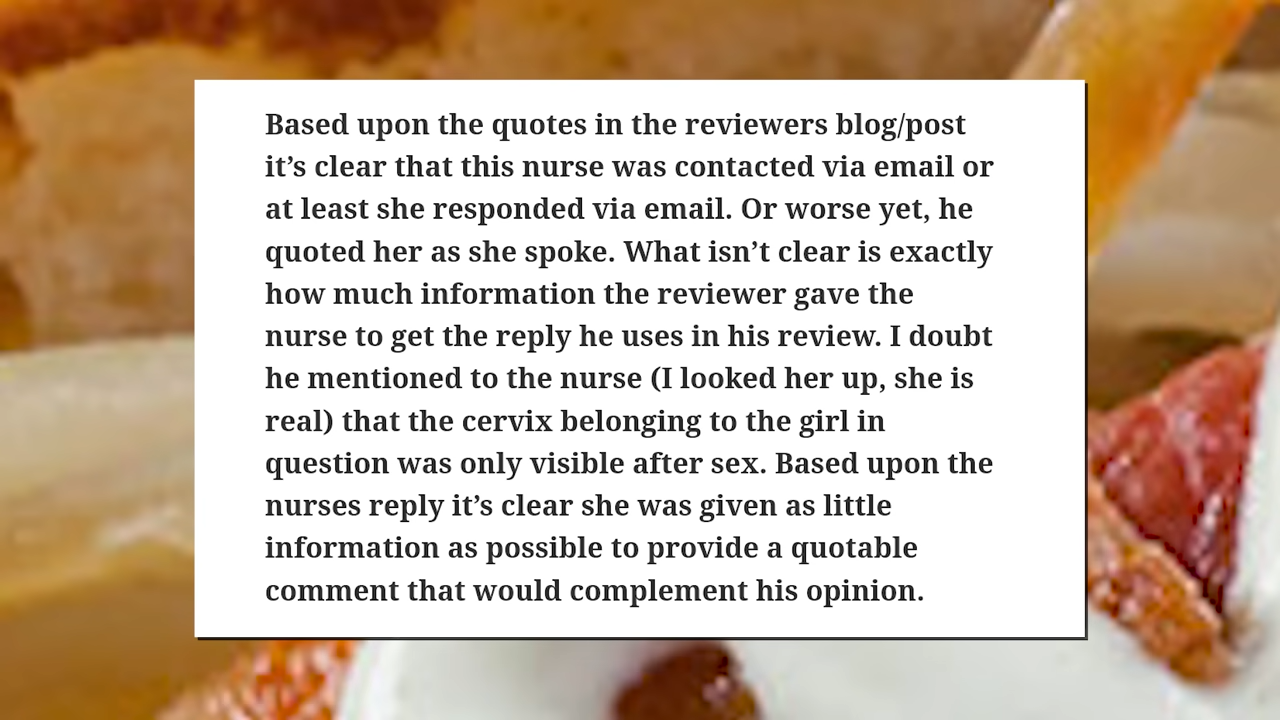 Based upon the quotes in the reviewers blog/post
it’s clear that this nurse was contacted via email or
at least she responded via email. Or worse yet, he
quoted her as she spoke. What isn’t clear is exactly
how much information the reviewer gave the
nurse to get the reply he uses in his review. I doubt
he mentioned to the nurse (I looked her up, she is
real) that the cervix belonging to the girl in
question was only visible after sex. Based upon the
nurses reply it’s clear she was given as little
information as possible to provide a quotable
comment that would complement his opinion.